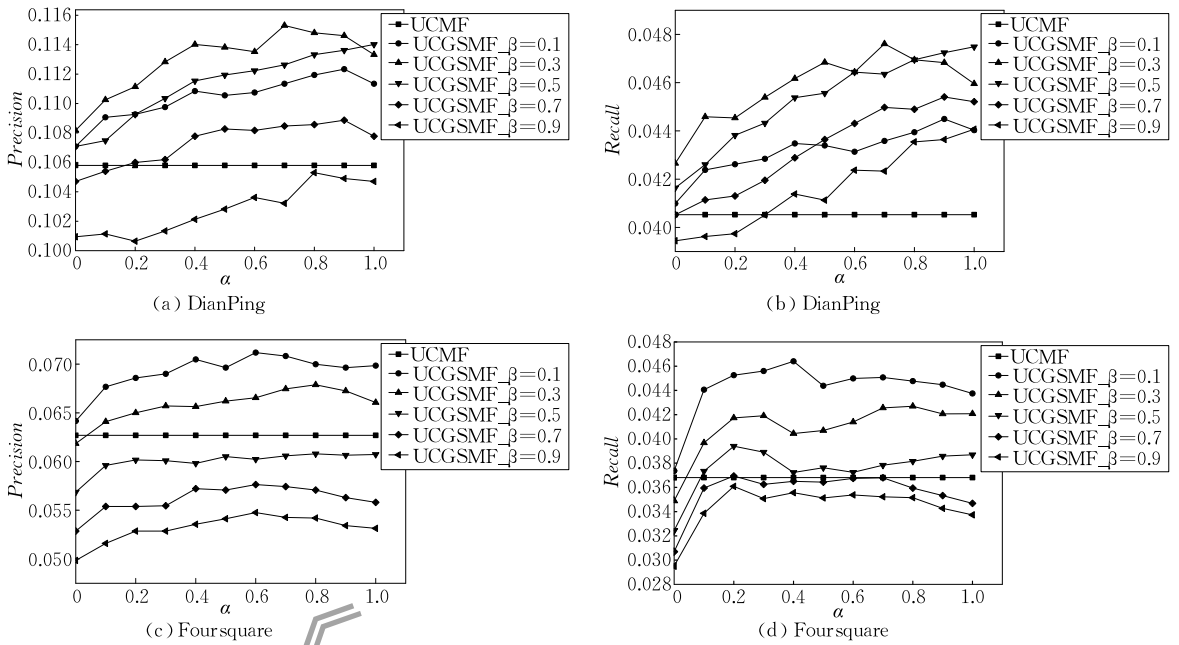 0.116
0.114
0.114
0.110
0.108
0.106
0.104
0.102
0.100
Precision
0 0.2 0.4 0.6 0.8 1.0
α
UCMF
UCGSMF_β=0.1
UCGSMF_β=0.3
UCGSMF_β=0.5
UCGSMF_β=0.7
UCGSMF_β=0.9
(a) DianPing
0.048
0.046
0.044
0.042
0.040
Recall
0 0.2 0.4 0.6 0.8 1.0
α
UCMF
UCGSMF_β=0.1
UCGSMF_β=0.3
UCGSMF_β=0.5
UCGSMF_β=0.7
UCGSMF_β=0.9
(b) DianPing
0.070
0.065
0.060
0.055
0.050
Precision
0 0.2 0.4 0.6 0.8 1.0
α
UCMF
UCGSMF_β=0.1
UCGSMF_β=0.3
UCGSMF_β=0.5
UCGSMF_β=0.7
UCGSMF_β=0.9
(c) Foursquare
0.048
0.046
0.044
0.042
0.040
0.038
0.036
0.034
0.032
0.030
0.028
Recall
0 0.2 0.4 0.6 0.8 1.0
α
UCMF
UCGSMF_β=0.1
UCGSMF_β=0.3
UCGSMF_β=0.5
UCGSMF_β=0.7
UCGSMF_β=0.9
(d) Foursquare